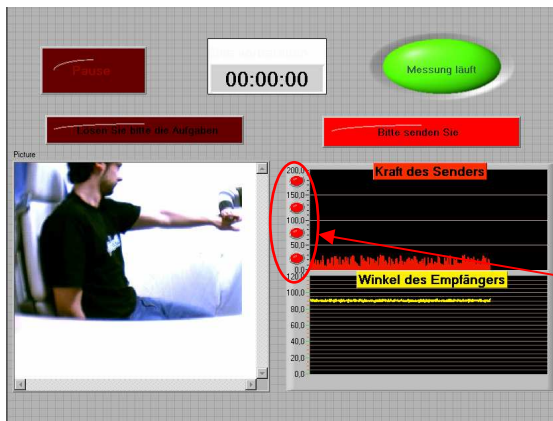 Pause
00:00:00
Messung läuft
Lösen Sie bitte die Aufgaben
Bitte senden Sie
Picture
Kraft des Senders
200,0
150,0
100,0
50,0
0,0
Winkel des Empfängers
120,0
100,0
80,0
60,0
40,0
20,0
0,0